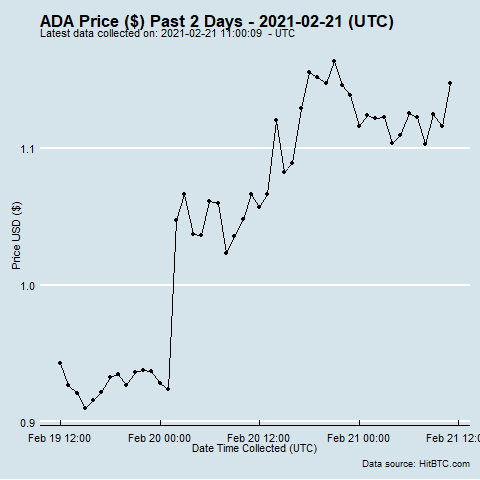 ADA Price ($) Past 2 Days - 2021-02-21 (UTC)
Latest data collected on: 2021-02-21 11:00:09 - UTC
Price USD ($)
1.1
1.0
0.9
Feb 19 12:00 Feb 20 00:00 Feb 20 12:00 Feb 21 00:00 Feb 21 12:
Date Time Collected (UTC)
Data source: HitBTC.com